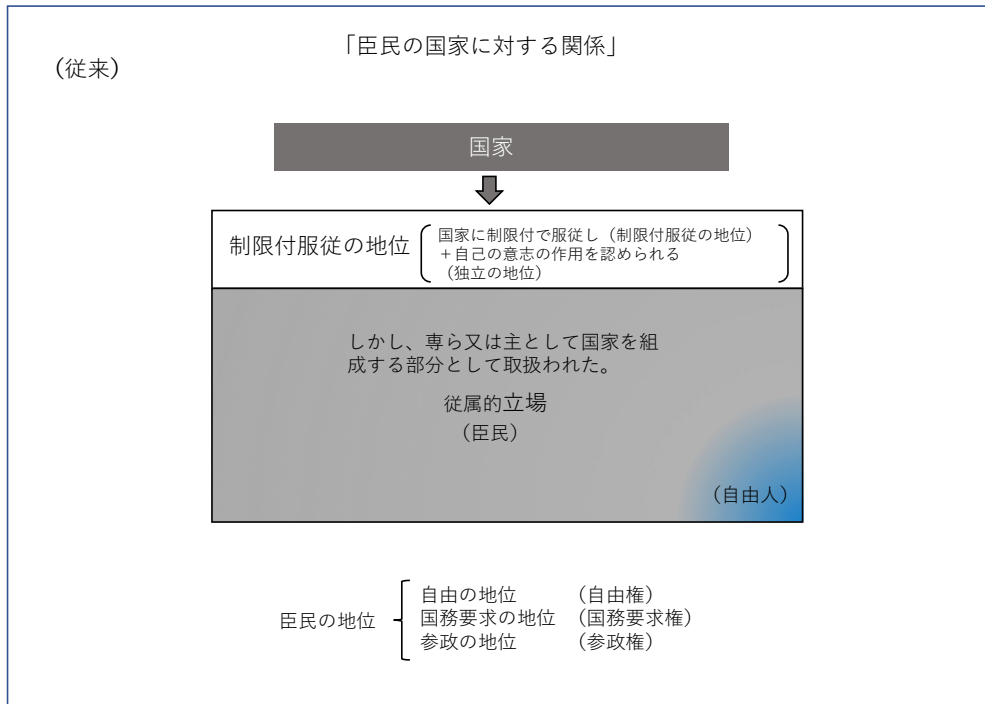 「臣民の国家に対する関係」
(従来)
国家
制限付服従の地位
国家に制限付で服従し（制限付服従の地位）
＋自己の意志の作用を認められる
（独立の地位）
しかし、専ら又は主として国家を組
成する部分として取扱われた。
従属的立場
（臣民）
（自由人）
臣民の地位
自由の地位　　　（自由権）
国務要求の地位　（国務要求権）
参政の地位　　　（参政権）